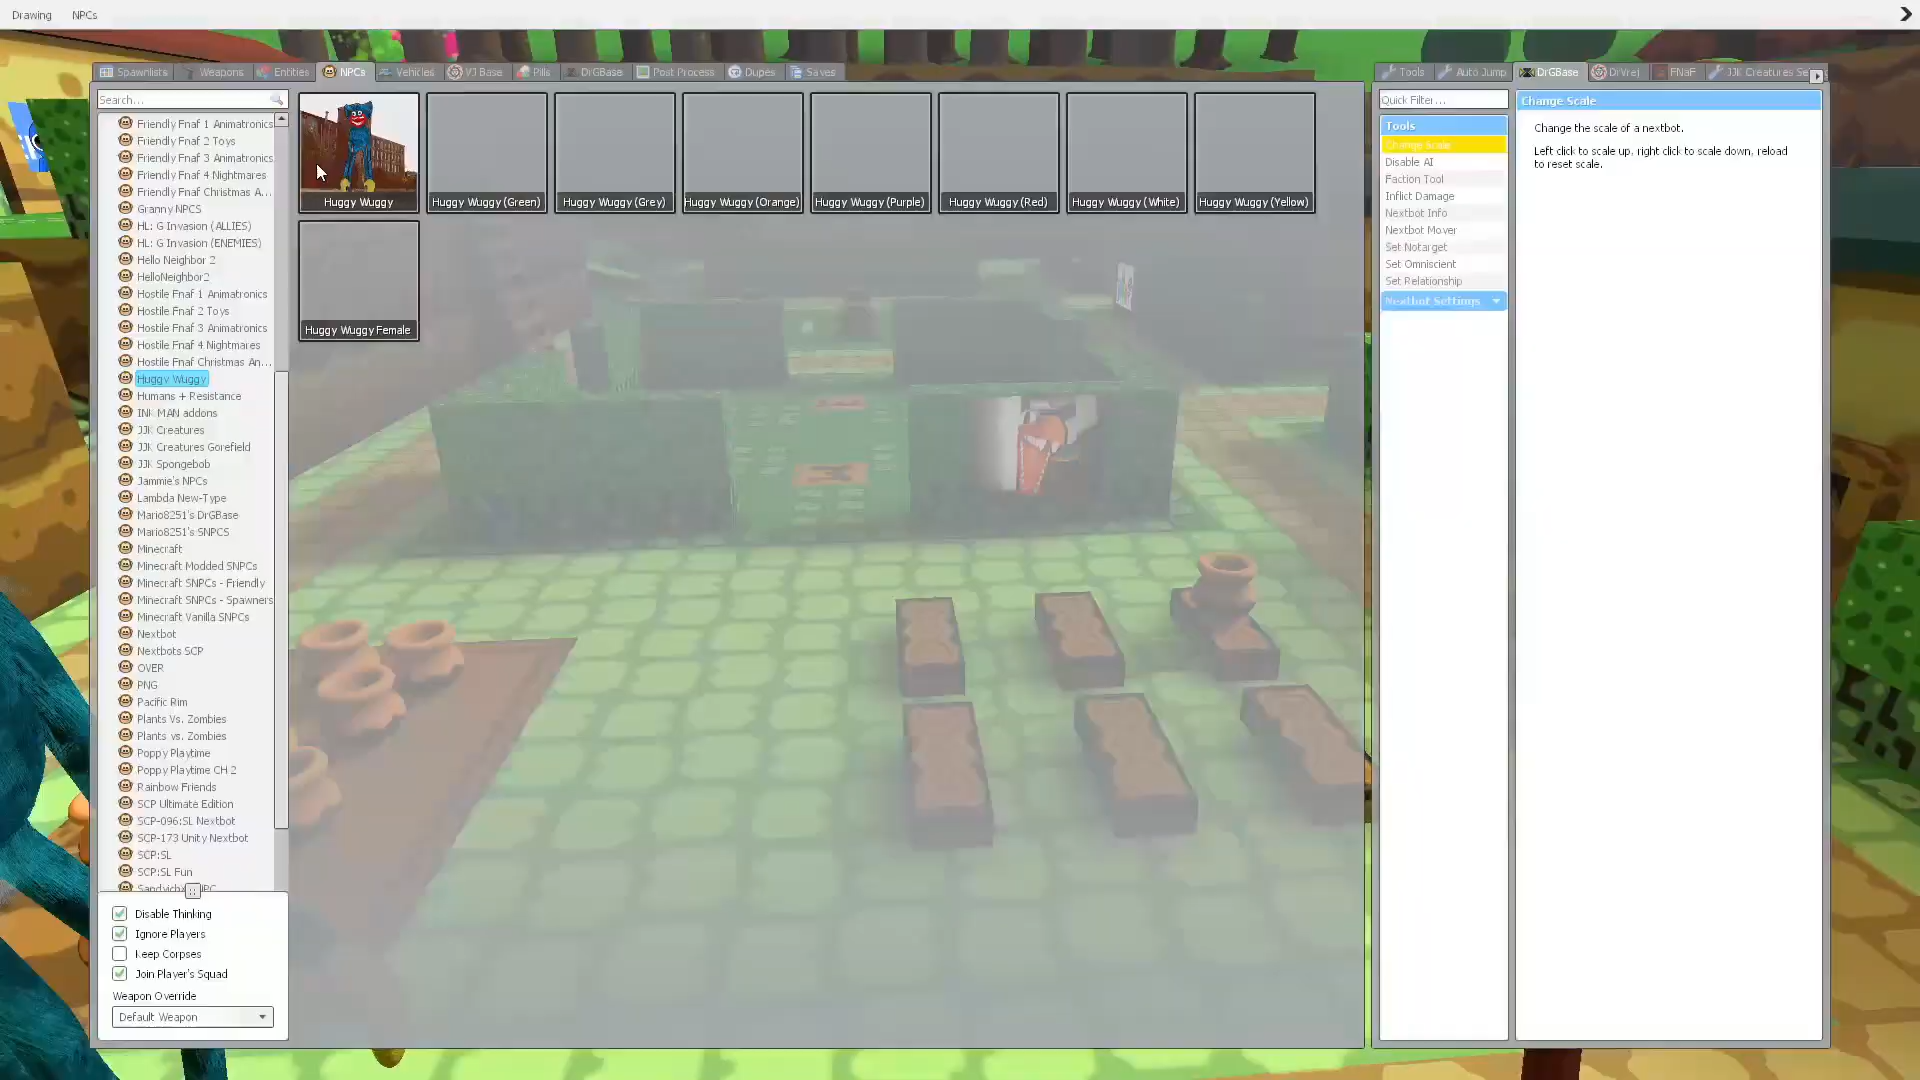 Drawing NPCs
Spawnlists Weapons Entities NPCs Vehicles VJ Base Pills DrGBase Post Process Dupes Saves
Tools Auto Jump DrGBase DrVrej FNaF JJK Creatures Se
Search...
Friendly Fnaf 1 Animatronics
Friendly Fnaf 2 Toys
Friendly Fnaf 3 Animatronics
Friendly Fnaf 4 Nightmares
Friendly Fnaf Christmas A...
Granny NPCS
HL: G Invasion (ALLIES)
HL: G Invasion (ENEMIES)
Hello Neighbor 2
HelloNeighbor2
Hostile Fnaf 1 Animatronics
Hostile Fnaf 2 Toys
Hostile Fnaf 3 Animatronics
Hostile Fnaf 4 Nightmares
Hostile Fnaf Christmas An...
Huggy Wuggy
Humans + Resistance
INK MAN addons
JJK Creatures
JJK Creatures Gorefield
JJK Spongebob
Jammie's NPCs
Lambda New-Type
Mario8251's DrGBase
Mario8251's SNPCS
Minecraft
Minecraft Modded SNPCs
Minecraft SNPCs - Friendly
Minecraft SNPCs - Spawners
Minecraft Vanilla SNPCs
Nextbot
Nextbots SCP
OVER
PNG
Pacific Rim
Plants Vs. Zombies
Plants vs. Zombies
Poppy Playtime
Poppy Playtime CH 2
Rainbow Friends
SCP Ultimate Edition
SCP-096:SL Nextbot
SCP-173 Unity Nextbot
SCP:SL
SCP:SL Fun
Disable Thinking
Ignore Players
Keep Corpses
Join Player's Squad
Weapon Override
Default Weapon
Huggy Wuggy
Huggy Wuggy (Green)
Huggy Wuggy (Grey)
Huggy Wuggy (Orange)
Huggy Wuggy (Purple)
Huggy Wuggy (Red)
Huggy Wuggy (White)
Huggy Wuggy (Yellow)
Huggy Wuggy Female
Quick Filter...
Tools
Change Scale
Disable AI
Faction Tool
Inflict Damage
Nextbot Info
Nextbot Mover
Set Notarget
Set Omniscient
Set Relationship
Nextbot Settings
Change Scale
Change the scale of a nextbot.
Left click to scale up, right click to scale down, reload
to reset scale.